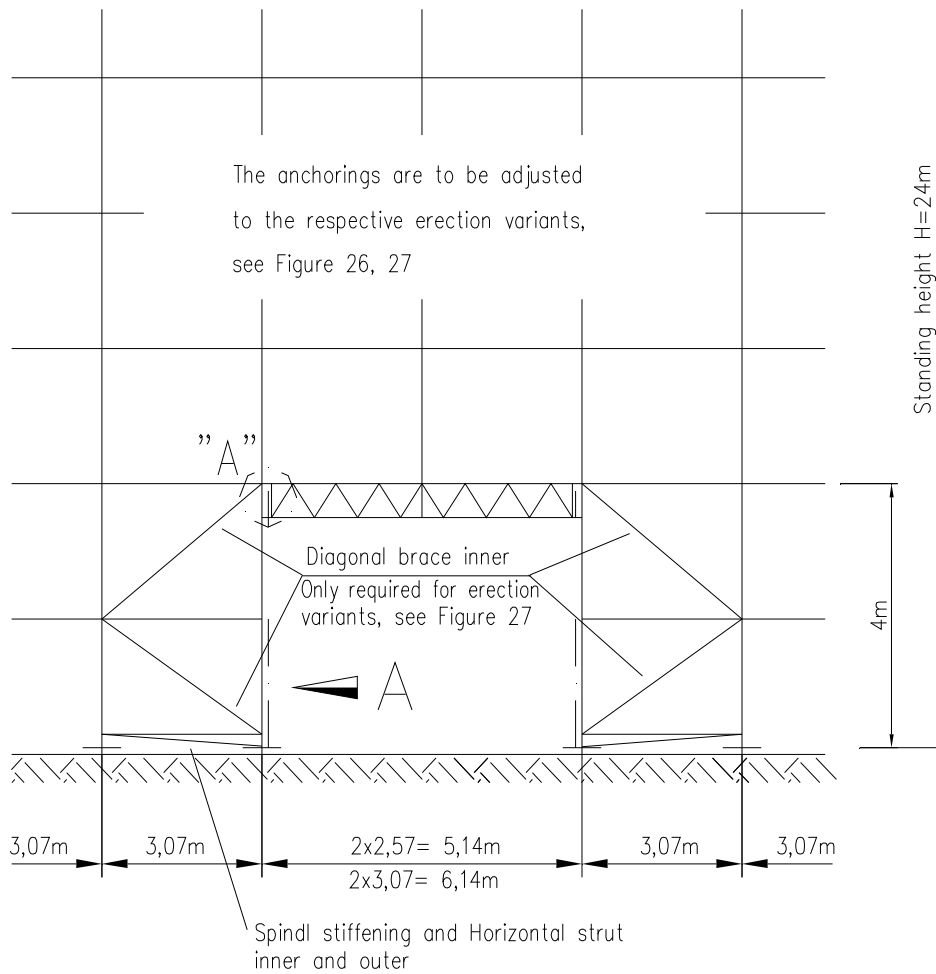 The anchorings are to be adjusted
to the respective erection variants,
see Figure 26, 27
Standing height H=24m
"A"
Diagonal brace inner
Only required for erection
variants, see Figure 27
4m
A
3,07m
3,07m
2x2,57= 5,14m
3,07m
3,07m
2x3,07= 6,14m
Spindl stiffening and Horizontal strut
inner and outer